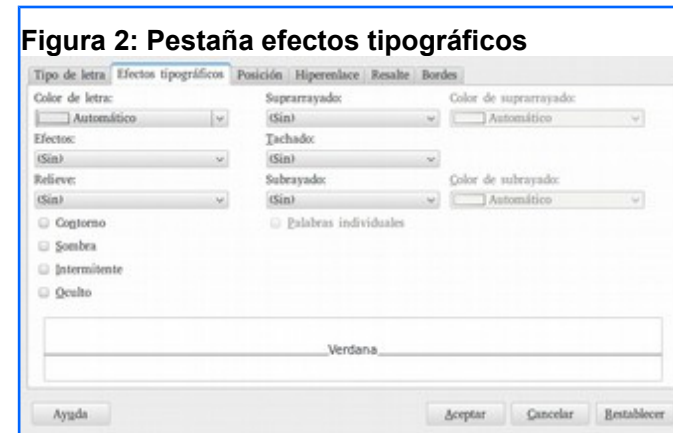 Figura 2: Pestaña efectos tipográficos
Tipo de letra Efectos tipográficos Posición Hiperenlace Resalte Bordes
Color de letra: Suprarrayado: Color de suprarrayado:
Automático (Sin) Automático
Efectos: Tachado:
(Sin) (Sin)
Relieve: Subrayado: Color de subrayado:
(Sin) (Sin) Automático
Contorno Palabras individuales
Sombra
Intermitente
Oculto
Verdana
Ayuda Aceptar Cancelar Restablecer